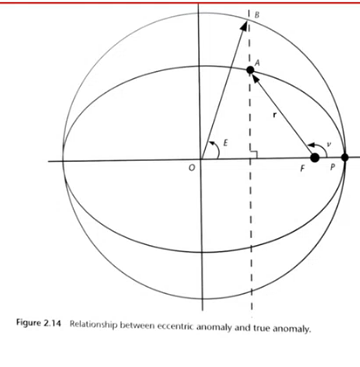 B
A
r
E
ν
O
F
P
Figure 2.14 Relationship between eccentric anomaly and true anomaly.